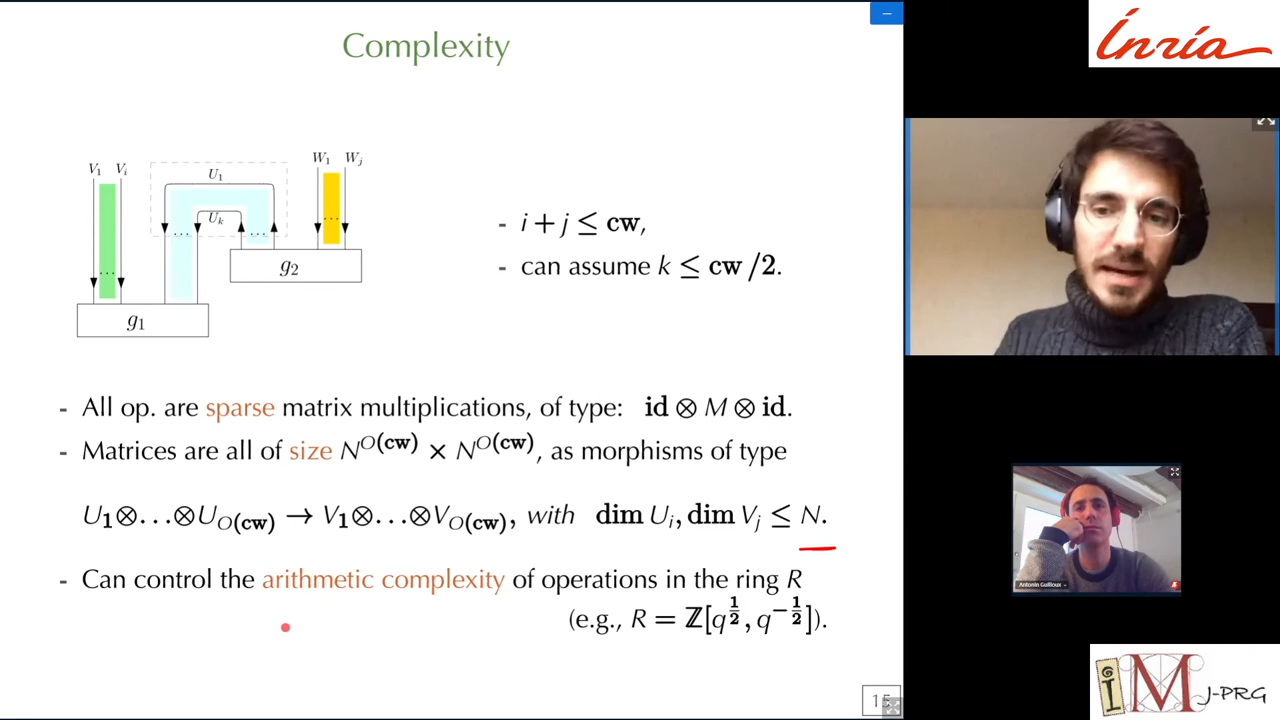 Complexity
V₁ Vᵢ
U₁
W₁ Wⱼ
Uₖ
...
...
...
...
...
g₂
g₁
- i + j ≤ cw,
- can assume k ≤ cw /2.
- All op. are sparse matrix multiplications, of type: id ⊗ M ⊗ id.
- Matrices are all of size N^O(cw) × N^O(cw), as morphisms of type
U₁⊗...⊗U_O(cw) → V₁⊗...⊗V_O(cw), with dim Uᵢ, dim Vⱼ ≤ N.
- Can control the arithmetic complexity of operations in the ring R
(e.g., R = ℤ[q^½, q^−½]).
15
Inria
Antonin Guilloux
iMJ-PRG